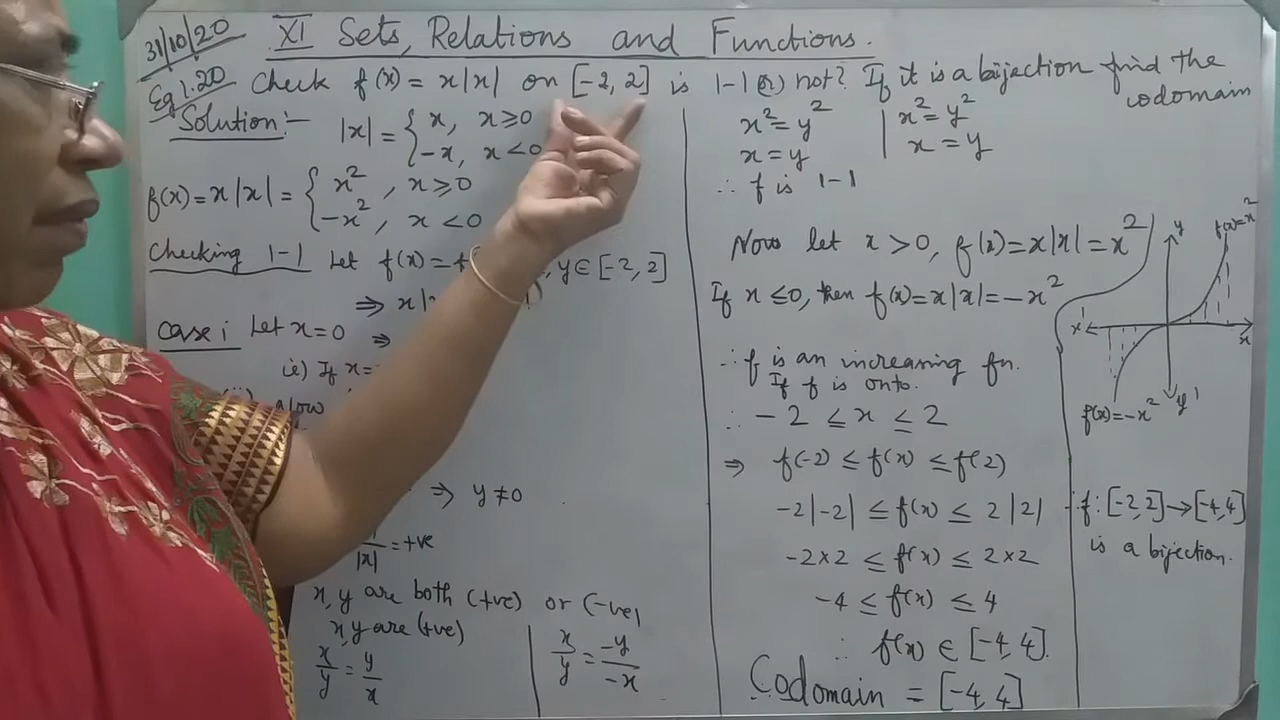 31/10/20
XI Sets, Relations and Functions.
Eg 1.20 Check f(x) = x|x| on [-2, 2] is 1-1 (or) not? If it is a bijection find the
codomain
Solution:-
|x| = { x, x ≥ 0
-x, x < 0
f(x) = x|x| = { x², x ≥ 0
-x², x < 0
Checking 1-1 Let f(x) = , y ∈ [-2, 2]
⇒ x|
Case i Let x = 0 ⇒
ie) If x =
⇒ y ≠ 0
|x| = +ve
x, y are both (+ve) or (-ve)
x, y are (+ve)
x/y = y/x
x/y = -y/-x
x² = y²
x = y
∴ f is 1-1
x² = y²
x = y
Now let x > 0, f(x) = x|x| = x²
If x ≤ 0, then f(x) = x|x| = -x²
∴ f is an increasing fn.
If f is onto.
∴ -2 ≤ x ≤ 2
⇒ f(-2) ≤ f(x) ≤ f(2)
-2|-2| ≤ f(x) ≤ 2|2|
-2×2 ≤ f(x) ≤ 2×2
-4 ≤ f(x) ≤ 4
∴ f(x) ∈ [-4, 4].
Codomain = [-4, 4]
y
f(x) = x²
x'
x
y'
f(x) = -x²
∴ f: [-2, 2] → [-4, 4]
is a bijection.